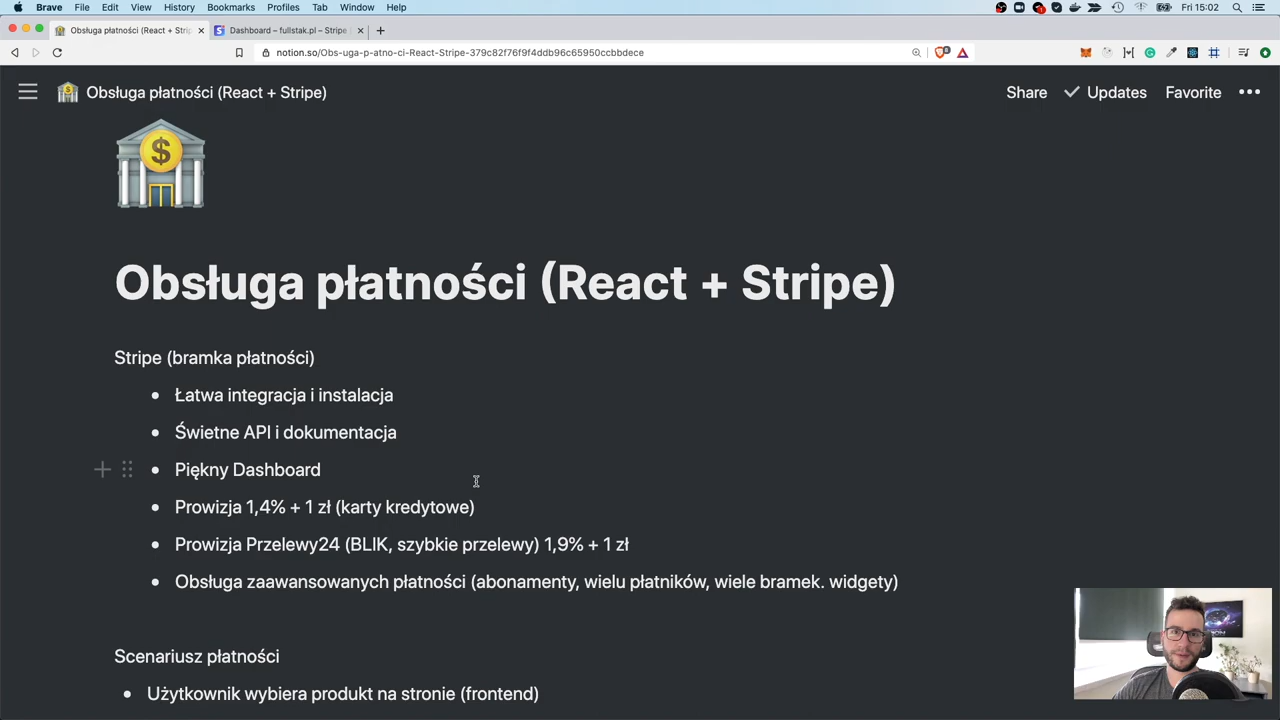 Brave File Edit View History Bookmarks Profiles Tab Window Help Fri 15:02
Obsługa płatności (React + Strip Dashboard – fullstak.pl – Stripe
notion.so/Obs-uga-p-atno-ci-React-Stripe-379c82f76f9f4ddb96c65950ccbbdece
Obsługa płatności (React + Stripe) Share Updates Favorite
Obsługa płatności (React + Stripe)
Stripe (bramka płatności)
Łatwa integracja i instalacja
Świetne API i dokumentacja
Piękny Dashboard
Prowizja 1,4% + 1 zł (karty kredytowe)
Prowizja Przelewy24 (BLIK, szybkie przelewy) 1,9% + 1 zł
Obsługa zaawansowanych płatności (abonamenty, wielu płatników, wiele bramek. widgety)
Scenariusz płatności
Użytkownik wybiera produkt na stronie (frontend)